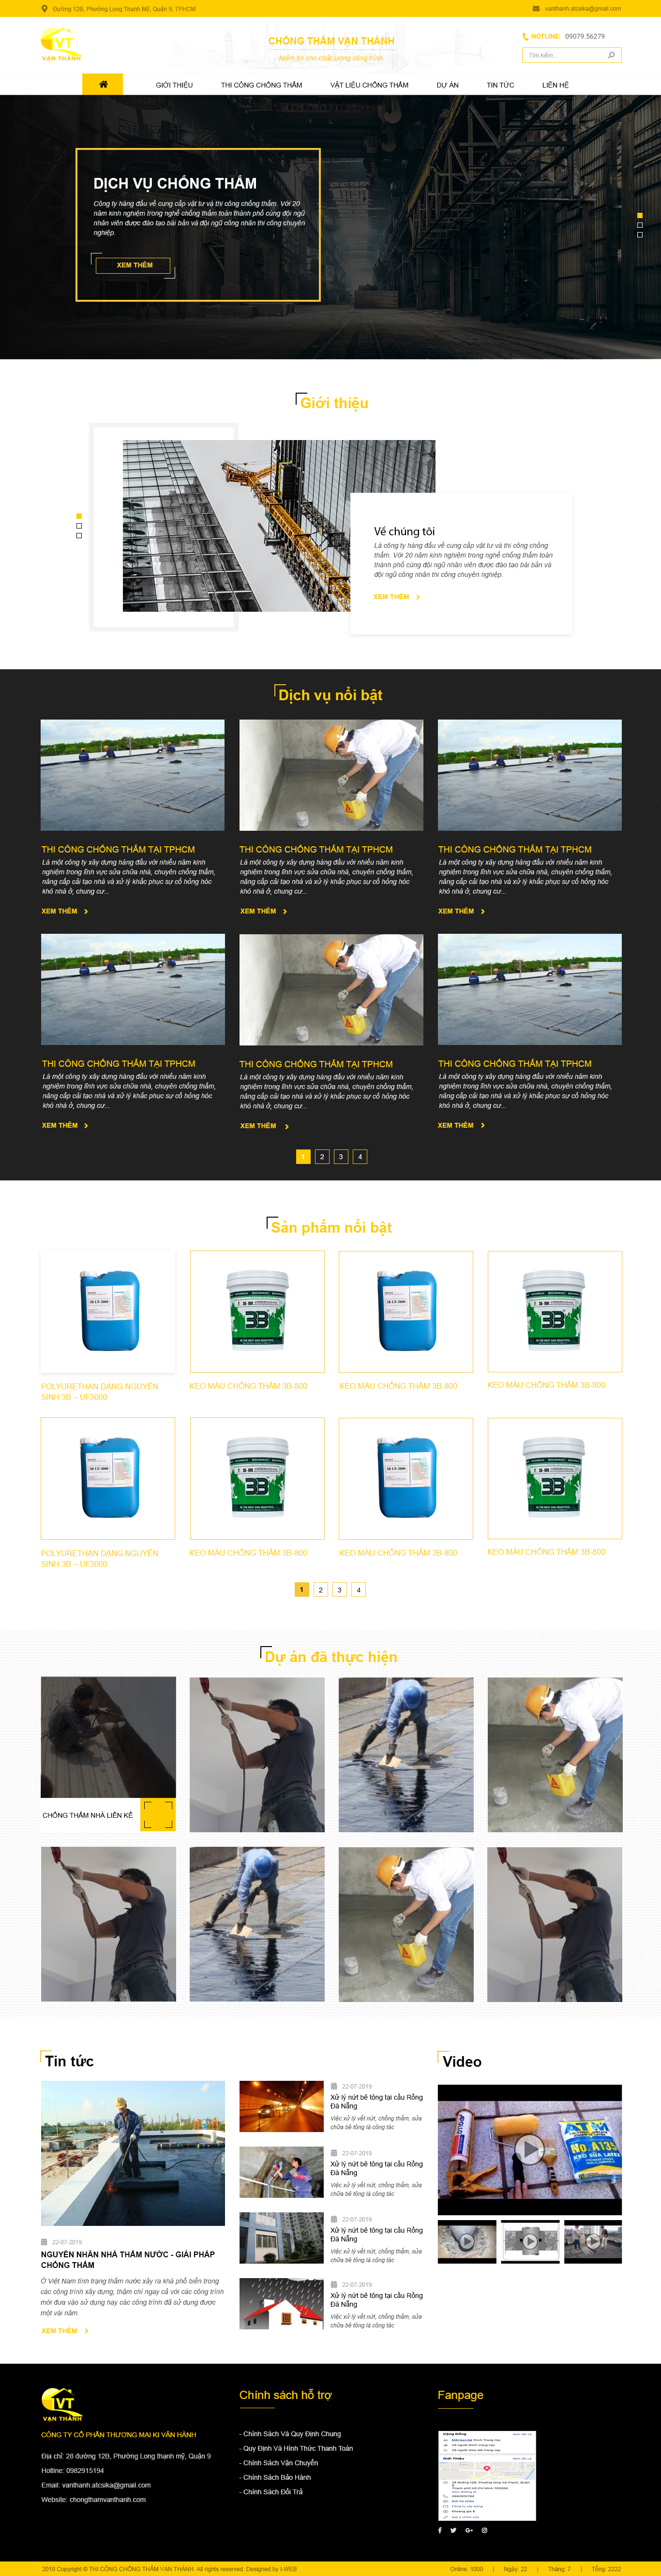 Đường 12B, Phường Long Thạnh Mỹ, Quận 9, TPHCM
vanthanh.atcsika@gmail.com
VT
VẠN THÀNH
CHỐNG THẤM VẠN THÀNH
Niềm tin cho chất lượng công trình
HOTLINE: 09079.56279
Tìm kiếm...
GIỚI THIỆU
THI CÔNG CHỐNG THẤM
VẬT LIỆU CHỐNG THẤM
DỰ ÁN
TIN TỨC
LIÊN HỆ
DỊCH VỤ CHỐNG THẤM
Công ty hàng đầu về cung cấp vật tư và thi công chống thấm. Với 20
năm kinh nghiệm trong nghề chống thấm toàn thành phố cùng đội ngũ
nhân viên được đào tạo bài bản và đội ngũ công nhân thi công chuyên
nghiệp.
XEM THÊM
Giới thiệu
Về chúng tôi
Là công ty hàng đầu về cung cấp vật tư và thi công chống
thấm. Với 20 năm kinh nghiệm trong nghề chống thấm toàn
thành phố cùng đội ngũ nhân viên được đào tạo bài bản và
đội ngũ công nhân thi công chuyên nghiệp.
XEM THÊM
Dịch vụ nổi bật
THI CÔNG CHỐNG THẤM TẠI TPHCM
Là một công ty xây dựng hàng đầu với nhiều năm kinh
nghiệm trong lĩnh vực sửa chữa nhà, chuyên chống thấm,
nâng cấp cải tạo nhà và xử lý khắc phục sự cố hỏng hóc
khó nhà ở, chung cư...
XEM THÊM
THI CÔNG CHỐNG THẤM TẠI TPHCM
Là một công ty xây dựng hàng đầu với nhiều năm kinh
nghiệm trong lĩnh vực sửa chữa nhà, chuyên chống thấm,
nâng cấp cải tạo nhà và xử lý khắc phục sự cố hỏng hóc
khó nhà ở, chung cư...
XEM THÊM
THI CÔNG CHỐNG THẤM TẠI TPHCM
Là một công ty xây dựng hàng đầu với nhiều năm kinh
nghiệm trong lĩnh vực sửa chữa nhà, chuyên chống thấm,
nâng cấp cải tạo nhà và xử lý khắc phục sự cố hỏng hóc
khó nhà ở, chung cư...
XEM THÊM
THI CÔNG CHỐNG THẤM TẠI TPHCM
Là một công ty xây dựng hàng đầu với nhiều năm kinh
nghiệm trong lĩnh vực sửa chữa nhà, chuyên chống thấm,
nâng cấp cải tạo nhà và xử lý khắc phục sự cố hỏng hóc
khó nhà ở, chung cư...
XEM THÊM
THI CÔNG CHỐNG THẤM TẠI TPHCM
Là một công ty xây dựng hàng đầu với nhiều năm kinh
nghiệm trong lĩnh vực sửa chữa nhà, chuyên chống thấm,
nâng cấp cải tạo nhà và xử lý khắc phục sự cố hỏng hóc
khó nhà ở, chung cư...
XEM THÊM
THI CÔNG CHỐNG THẤM TẠI TPHCM
Là một công ty xây dựng hàng đầu với nhiều năm kinh
nghiệm trong lĩnh vực sửa chữa nhà, chuyên chống thấm,
nâng cấp cải tạo nhà và xử lý khắc phục sự cố hỏng hóc
khó nhà ở, chung cư...
XEM THÊM
1 2 3 4
Sản phẩm nổi bật
POLYURETHAN DẠNG NGUYÊN
SINH 3B – UF3000
KEO MÀU CHỐNG THẤM 3B-800
KEO MÀU CHỐNG THẤM 3B-800
KEO MÀU CHỐNG THẤM 3B-800
POLYURETHAN DẠNG NGUYÊN
SINH 3B – UF3000
KEO MÀU CHỐNG THẤM 3B-800
KEO MÀU CHỐNG THẤM 3B-800
KEO MÀU CHỐNG THẤM 3B-800
1 2 3 4
Dự án đã thực hiện
CHỐNG THẤM NHÀ LIỀN KỀ
Tin tức
22-07-2019
NGUYÊN NHÂN NHÀ THẤM NƯỚC - GIẢI PHÁP
CHỐNG THẤM
Ở Việt Nam tình trạng thấm nước xảy ra khá phổ biến trong
các công trình xây dựng, thậm chí ngay cả với các công trình
mới đưa vào sử dụng hay các công trình đã sử dụng được
một vài năm.
XEM THÊM
22-07-2019
Xử lý nứt bê tông tại cầu Rồng
Đà Nẵng
Việc xử lý vết nứt, chống thấm, sửa
chữa bê tông là công tác
22-07-2019
Xử lý nứt bê tông tại cầu Rồng
Đà Nẵng
Việc xử lý vết nứt, chống thấm, sửa
chữa bê tông là công tác
22-07-2019
Xử lý nứt bê tông tại cầu Rồng
Đà Nẵng
Việc xử lý vết nứt, chống thấm, sửa
chữa bê tông là công tác
22-07-2019
Xử lý nứt bê tông tại cầu Rồng
Đà Nẵng
Việc xử lý vết nứt, chống thấm, sửa
chữa bê tông là công tác
Video
ATM
No.A139
KEO SỮA LATEX
VT
VẠN THÀNH
CÔNG TY CỔ PHẦN THƯƠNG MẠI KI VÂN HÀNH
Địa chỉ: 28 đường 12B, Phường Long thạnh mỹ, Quận 9
Hotline: 0982915194
Email: vanthanh.atcsika@gmail.com
Website: chongthamvanthanh.com
Chính sách hỗ trợ
- Chính Sách Và Quy Định Chung
- Quy Định Và Hình Thức Thanh Toán
- Chính Sách Vận Chuyển
- Chính Sách Bảo Hành
- Chính Sách Đổi Trả
Fanpage
2019 Copyright © THI CÔNG CHỐNG THẤM VẠN THÀNH. All rights reserved. Designed by I-WEB
Online: 1000 | Ngày: 22 | Tháng: 7 | Tổng: 2222